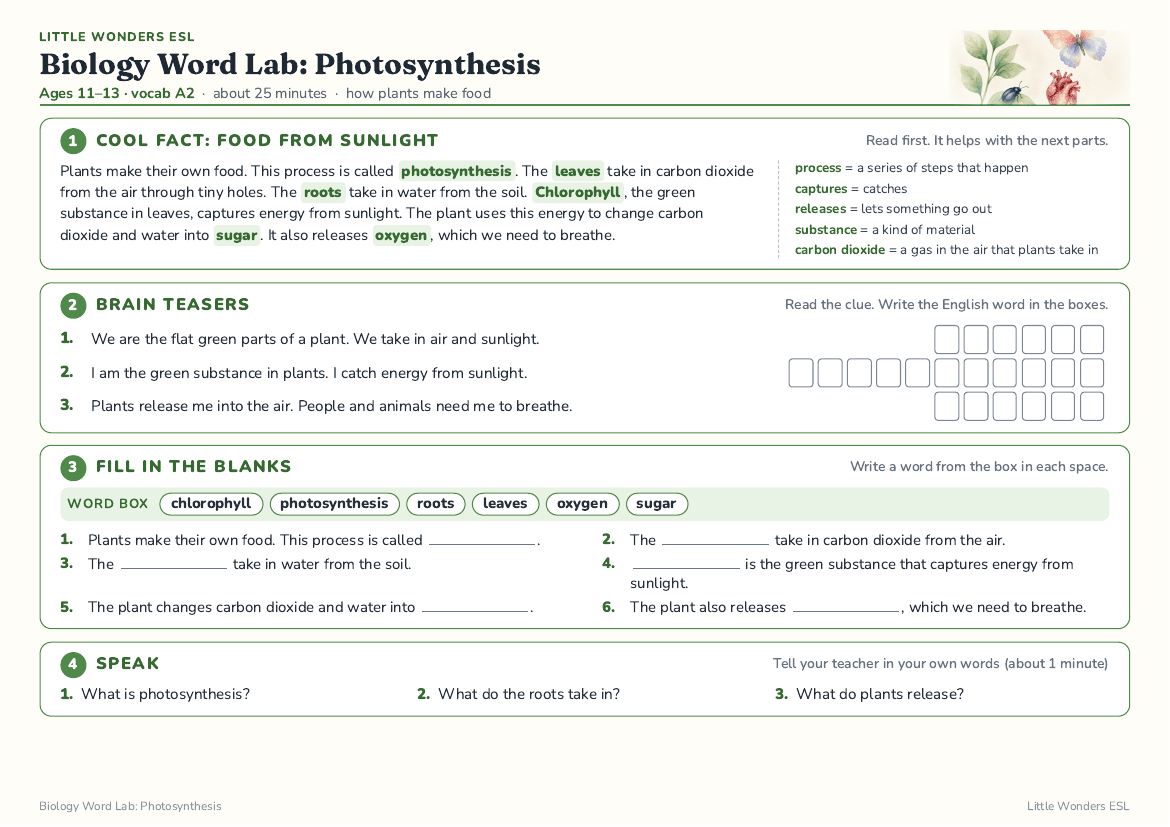 LITTLE WONDERS ESL
Biology Word Lab: Photosynthesis
Ages 11–13 · vocab A2 · about 25 minutes · how plants make food
1 COOL FACT: FOOD FROM SUNLIGHT
Read first. It helps with the next parts.
Plants make their own food. This process is called photosynthesis. The leaves take in carbon dioxide
from the air through tiny holes. The roots take in water from the soil. Chlorophyll, the green
substance in leaves, captures energy from sunlight. The plant uses this energy to change carbon
dioxide and water into sugar. It also releases oxygen, which we need to breathe.
process = a series of steps that happen
captures = catches
releases = lets something go out
substance = a kind of material
carbon dioxide = a gas in the air that plants take in
2 BRAIN TEASERS
Read the clue. Write the English word in the boxes.
1. We are the flat green parts of a plant. We take in air and sunlight.
2. I am the green substance in plants. I catch energy from sunlight.
3. Plants release me into the air. People and animals need me to breathe.
3 FILL IN THE BLANKS
Write a word from the box in each space.
WORD BOX chlorophyll photosynthesis roots leaves oxygen sugar
1. Plants make their own food. This process is called ______________.
2. The ______________ take in carbon dioxide from the air.
3. The ______________ take in water from the soil.
4. ______________ is the green substance that captures energy from
sunlight.
5. The plant changes carbon dioxide and water into ______________.
6. The plant also releases ______________, which we need to breathe.
4 SPEAK
Tell your teacher in your own words (about 1 minute)
1. What is photosynthesis?
2. What do the roots take in?
3. What do plants release?
Biology Word Lab: Photosynthesis
Little Wonders ESL